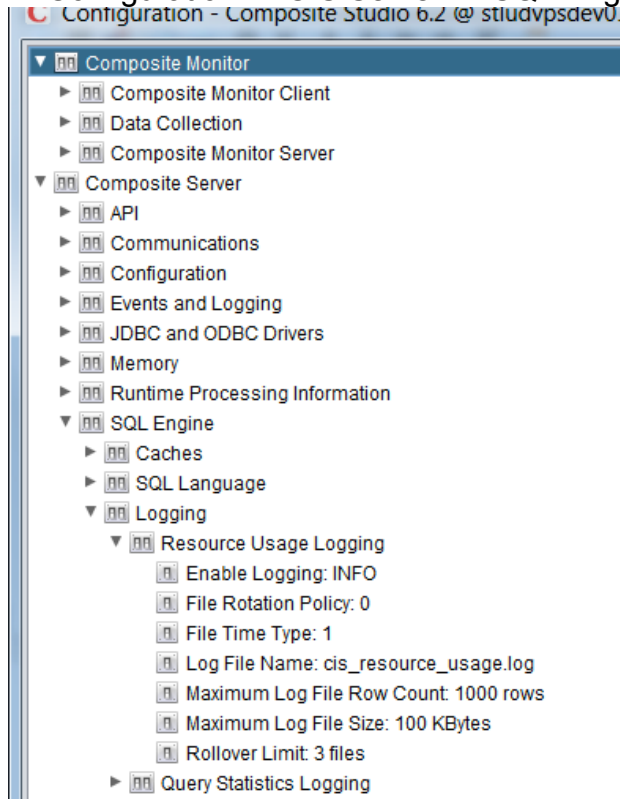 Configuration - Composite Studio 6.2 @ stludvpsdev0
Composite Monitor
Composite Monitor Client
Data Collection
Composite Monitor Server
Composite Server
API
Communications
Configuration
Events and Logging
JDBC and ODBC Drivers
Memory
Runtime Processing Information
SQL Engine
Caches
SQL Language
Logging
Resource Usage Logging
Enable Logging: INFO
File Rotation Policy: 0
File Time Type: 1
Log File Name: cis_resource_usage.log
Maximum Log File Row Count: 1000 rows
Maximum Log File Size: 100 KBytes
Rollover Limit: 3 files
Query Statistics Logging